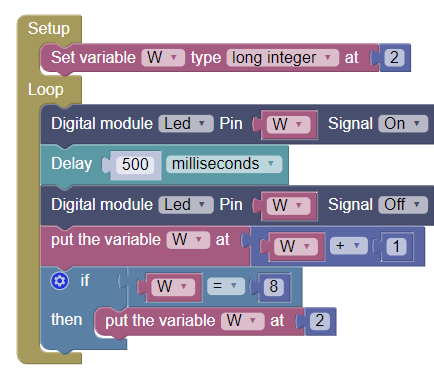 Setup
Set variable W type long integer at 2
Loop
Digital module Led Pin W Signal On
Delay 500 milliseconds
Digital module Led Pin W Signal Off
put the variable W at W + 1
if W = 8
then put the variable W at 2